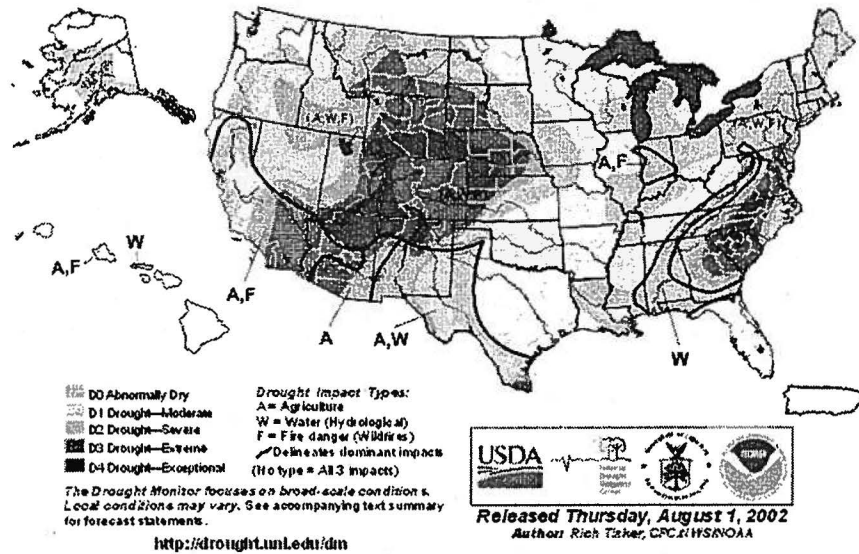 (A,W,F)
A,F
A
(A,W,F)
W
A,F
A,F
A
A,W
W
D0 Abnormally Dry
D1 Drought—Moderate
D2 Drought—Severe
D3 Drought—Extreme
D4 Drought—Exceptional
Drought Impact Types:
A = Agriculture
W = Water (Hydrological)
F = Fire danger (Wildfires)
Delineates dominant impacts
(No type = All 3 impacts)
The Drought Monitor focuses on broad-scale conditions.
Local conditions may vary. See accompanying text summary
for forecast statements.
http://drought.unl.edu/dm
USDA
Released Thursday, August 1, 2002
Author: Rich Tinker, CPC/NWS/NOAA